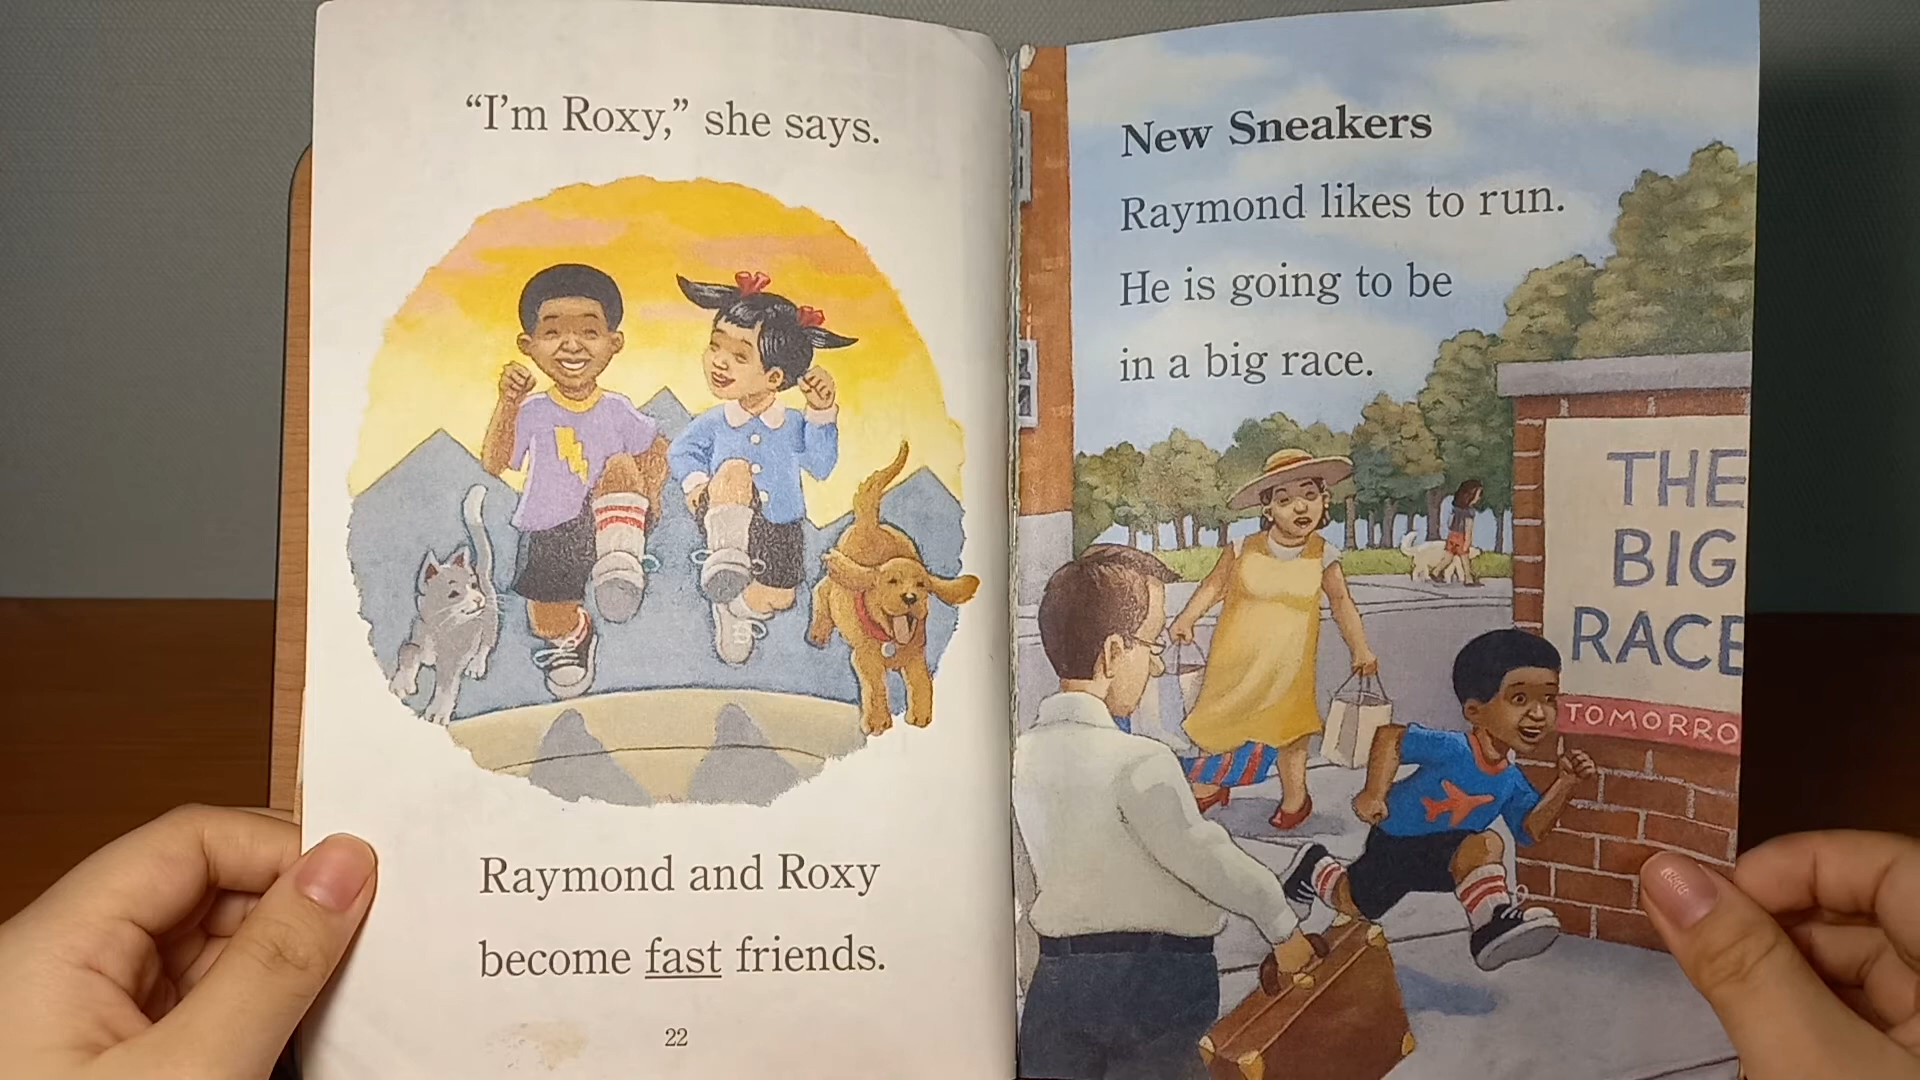 “I’m Roxy,” she says.
Raymond and Roxy
become fast friends.
22
New Sneakers
Raymond likes to run.
He is going to be
in a big race.
THE
BIG
RACE
TOMORRO